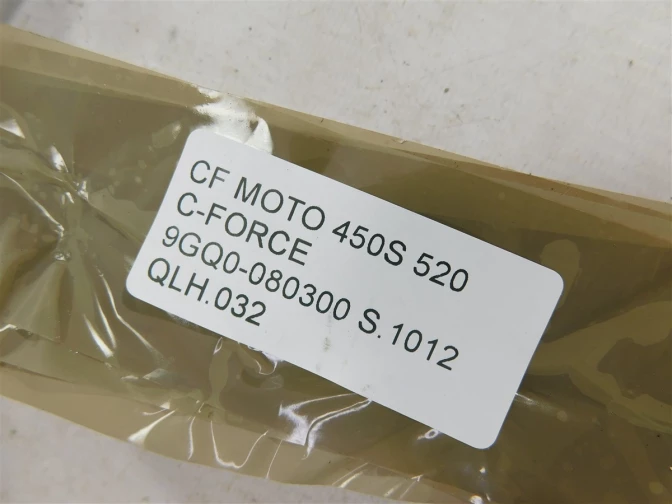 CF MOTO 450S 520
C-FORCE
9GQ0-080300 S.1012
QLH.032